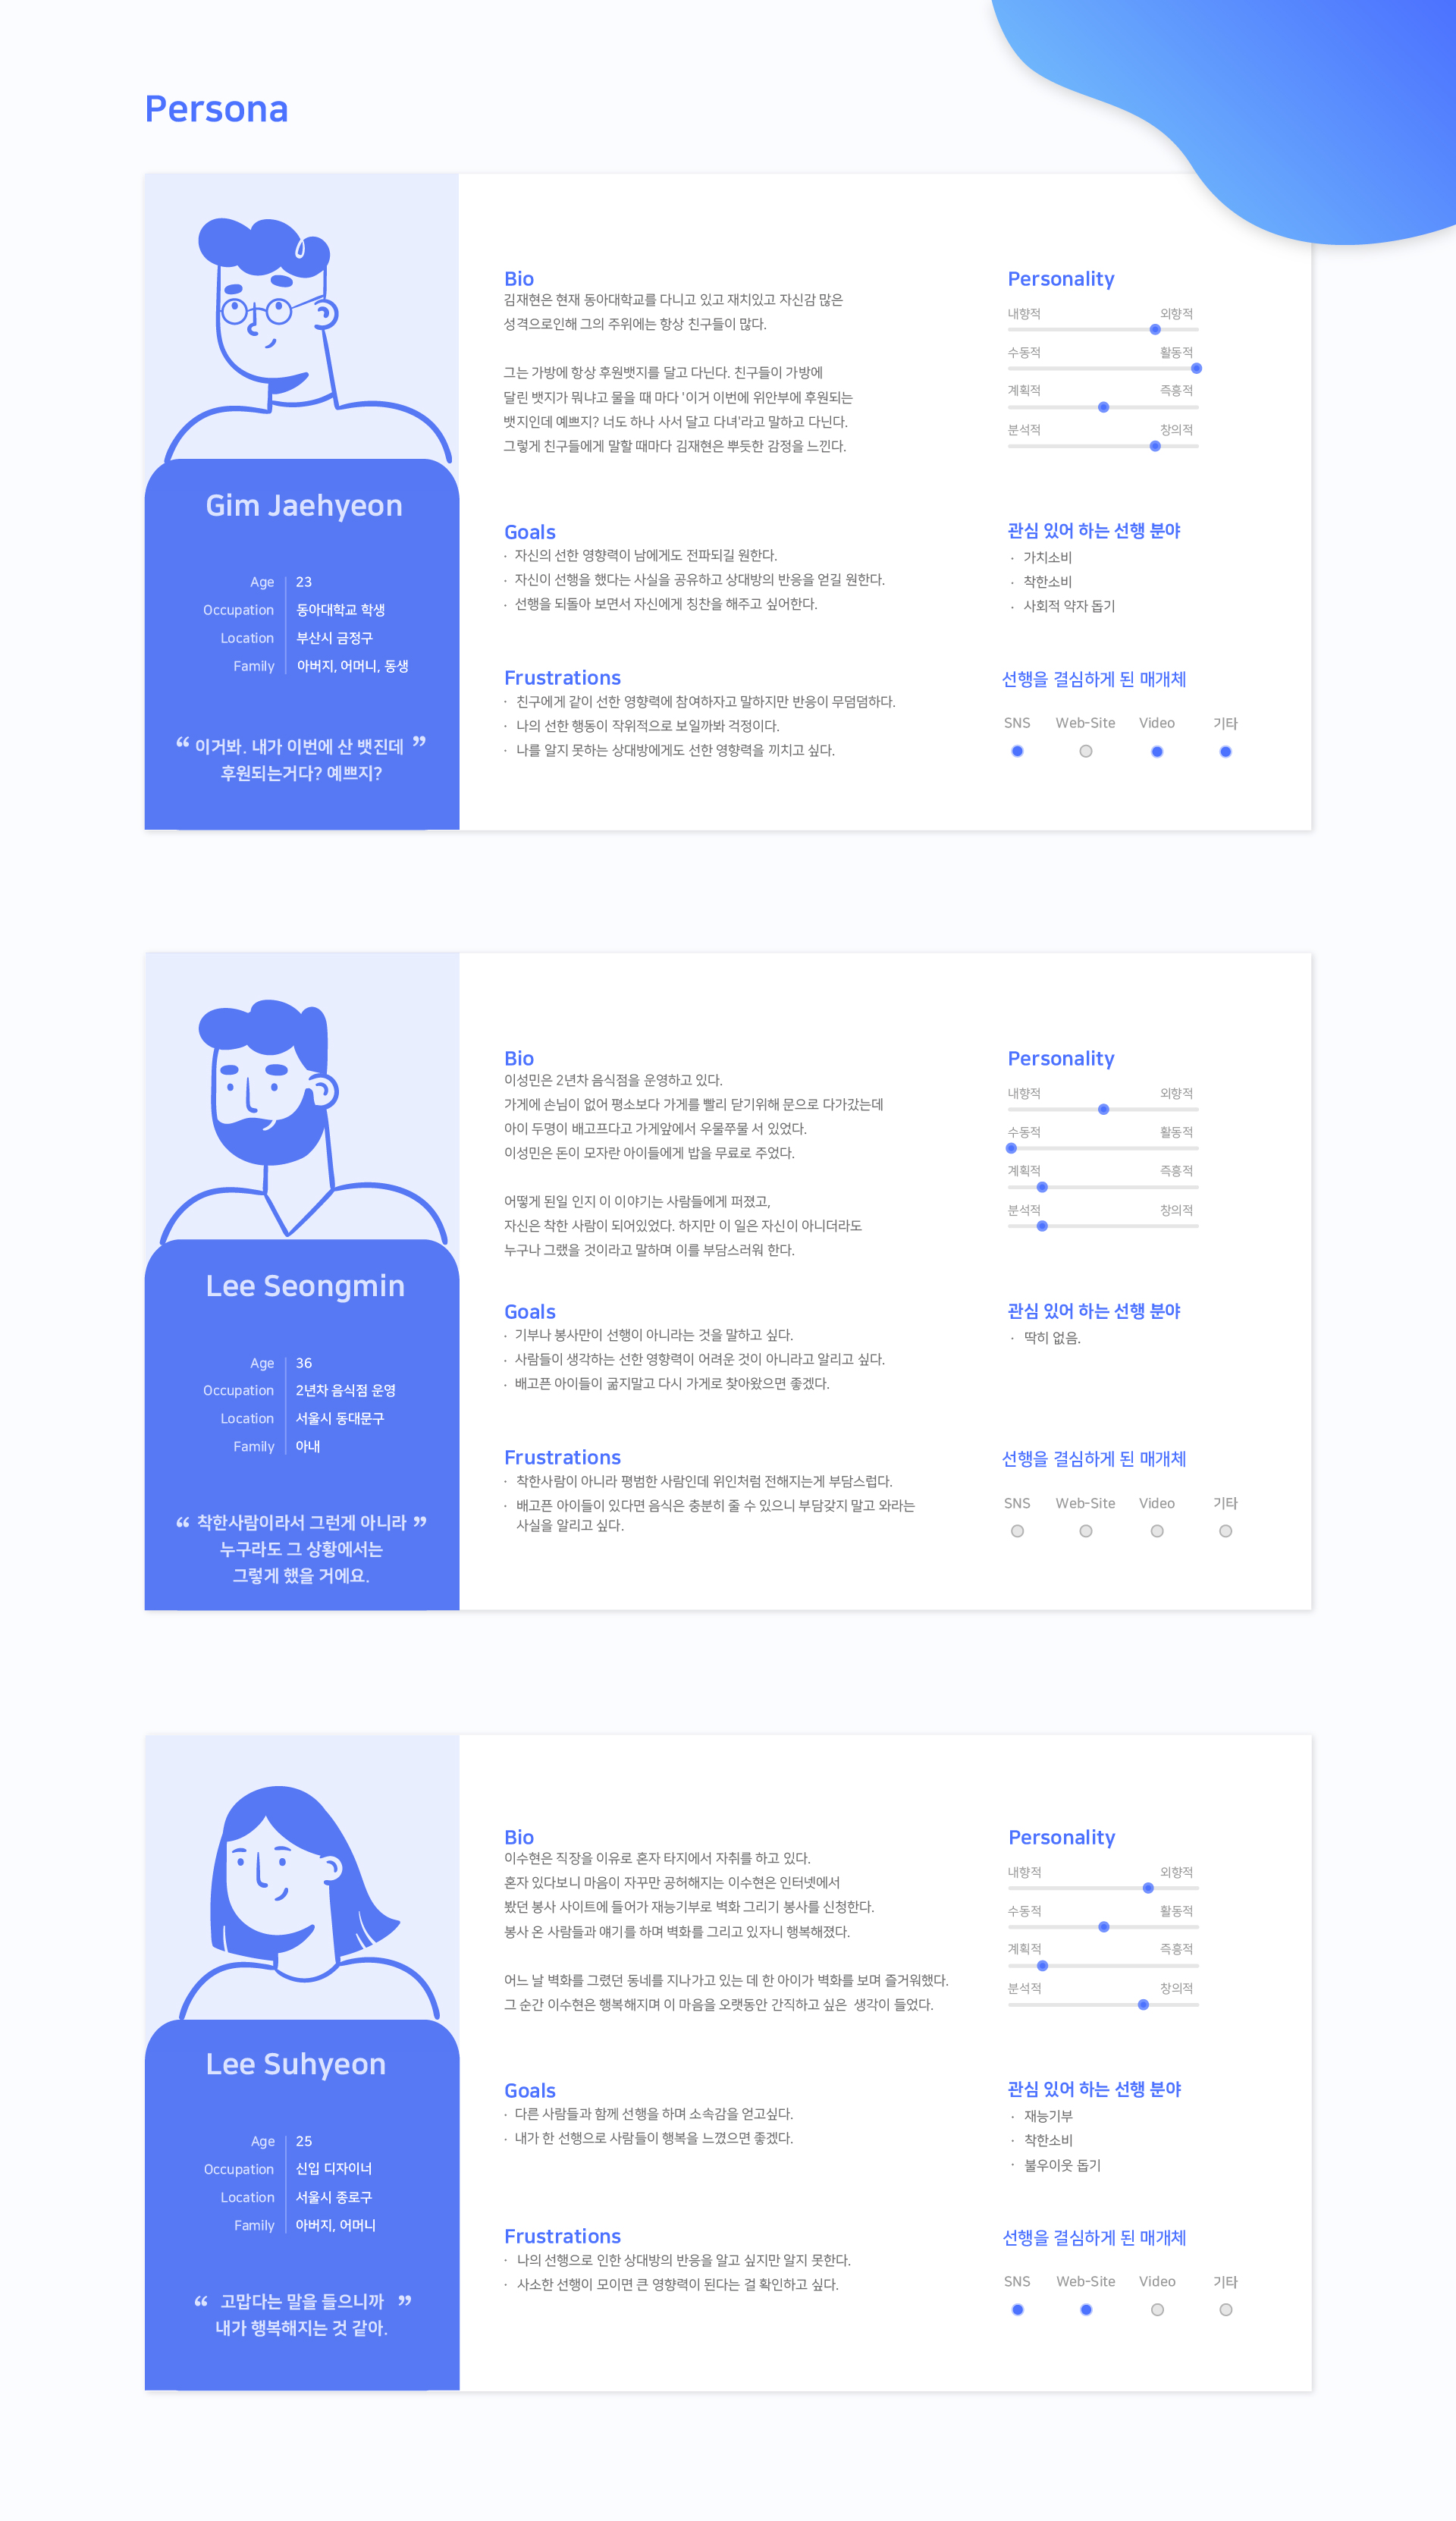 Persona
Gim Jaehyeon
Age 23
Occupation 동아대학교 학생
Location 부산시 금정구
Family 아버지, 어머니, 동생
“ 이거봐. 내가 이번에 산 뱃진데 ”
후원되는거다? 예쁘지?
Bio
김재현은 현재 동아대학교를 다니고 있고 재치있고 자신감 많은
성격으로인해 그의 주위에는 항상 친구들이 많다.
그는 가방에 항상 후원뱃지를 달고 다닌다. 친구들이 가방에
달린 뱃지가 뭐냐고 물을 때 마다 '이거 이번에 위안부에 후원되는
뱃지인데 예쁘지? 너도 하나 사서 달고 다녀'라고 말하고 다닌다.
그렇게 친구들에게 말할 때마다 김재현은 뿌듯한 감정을 느낀다.
Goals
· 자신의 선한 영향력이 남에게도 전파되길 원한다.
· 자신이 선행을 했다는 사실을 공유하고 상대방의 반응을 얻길 원한다.
· 선행을 되돌아 보면서 자신에게 칭찬을 해주고 싶어한다.
Frustrations
· 친구에게 같이 선한 영향력에 참여하자고 말하지만 반응이 무덤덤하다.
· 나의 선한 행동이 작위적으로 보일까봐 걱정이다.
· 나를 알지 못하는 상대방에게도 선한 영향력을 끼치고 싶다.
Personality
내향적 외향적
수동적 활동적
계획적 즉흥적
분석적 창의적
관심 있어 하는 선행 분야
· 가치소비
· 착한소비
· 사회적 약자 돕기
선행을 결심하게 된 매개체
SNS Web-Site Video 기타
Lee Seongmin
Age 36
Occupation 2년차 음식점 운영
Location 서울시 동대문구
Family 아내
“ 착한사람이라서 그런게 아니라 ”
누구라도 그 상황에서는
그렇게 했을 거에요.
Bio
이성민은 2년차 음식점을 운영하고 있다.
가게에 손님이 없어 평소보다 가게를 빨리 닫기위해 문으로 다가갔는데
아이 두명이 배고프다고 가게앞에서 우물쭈물 서 있었다.
이성민은 돈이 모자란 아이들에게 밥을 무료로 주었다.
어떻게 된일 인지 이 이야기는 사람들에게 퍼졌고,
자신은 착한 사람이 되어있었다. 하지만 이 일은 자신이 아니더라도
누구나 그랬을 것이라고 말하며 이를 부담스러워 한다.
Goals
· 기부나 봉사만이 선행이 아니라는 것을 말하고 싶다.
· 사람들이 생각하는 선한 영향력이 어려운 것이 아니라고 알리고 싶다.
· 배고픈 아이들이 굶지말고 다시 가게로 찾아왔으면 좋겠다.
Frustrations
· 착한사람이 아니라 평범한 사람인데 위인처럼 전해지는게 부담스럽다.
· 배고픈 아이들이 있다면 음식은 충분히 줄 수 있으니 부담갖지 말고 와라는
사실을 알리고 싶다.
Personality
내향적 외향적
수동적 활동적
계획적 즉흥적
분석적 창의적
관심 있어 하는 선행 분야
· 딱히 없음.
선행을 결심하게 된 매개체
SNS Web-Site Video 기타
Lee Suhyeon
Age 25
Occupation 신입 디자이너
Location 서울시 종로구
Family 아버지, 어머니
“ 고맙다는 말을 들으니까 ”
내가 행복해지는 것 같아.
Bio
이수현은 직장을 이유로 혼자 타지에서 자취를 하고 있다.
혼자 있다보니 마음이 자꾸만 공허해지는 이수현은 인터넷에서
봤던 봉사 사이트에 들어가 재능기부로 벽화 그리기 봉사를 신청한다.
봉사 온 사람들과 얘기를 하며 벽화를 그리고 있자니 행복해졌다.
어느 날 벽화를 그렸던 동네를 지나가고 있는 데 한 아이가 벽화를 보며 즐거워했다.
그 순간 이수현은 행복해지며 이 마음을 오랫동안 간직하고 싶은 생각이 들었다.
Goals
· 다른 사람들과 함께 선행을 하며 소속감을 얻고싶다.
· 내가 한 선행으로 사람들이 행복을 느꼈으면 좋겠다.
Frustrations
· 나의 선행으로 인한 상대방의 반응을 알고 싶지만 알지 못한다.
· 사소한 선행이 모이면 큰 영향력이 된다는 걸 확인하고 싶다.
Personality
내향적 외향적
수동적 활동적
계획적 즉흥적
분석적 창의적
관심 있어 하는 선행 분야
· 재능기부
· 착한소비
· 불우이웃 돕기
선행을 결심하게 된 매개체
SNS Web-Site Video 기타